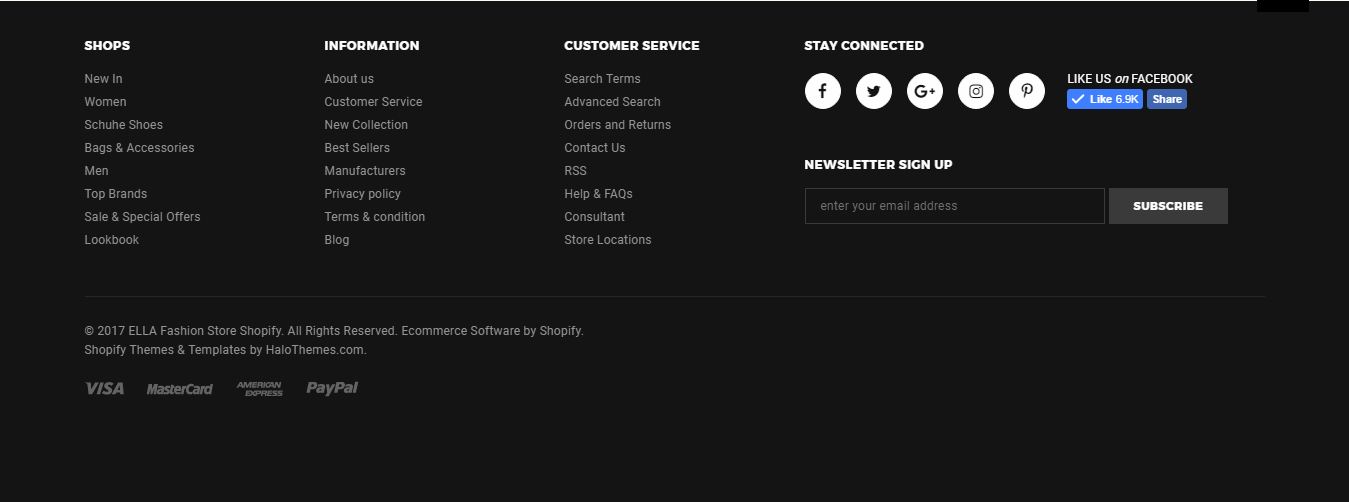 SHOPS
New In
Women
Schuhe Shoes
Bags & Accessories
Men
Top Brands
Sale & Special Offers
Lookbook
INFORMATION
About us
Customer Service
New Collection
Best Sellers
Manufacturers
Privacy policy
Terms & condition
Blog
CUSTOMER SERVICE
Search Terms
Advanced Search
Orders and Returns
Contact Us
RSS
Help & FAQs
Consultant
Store Locations
STAY CONNECTED
LIKE US on FACEBOOK
Like 6.9K Share
NEWSLETTER SIGN UP
enter your email address SUBSCRIBE
© 2017 ELLA Fashion Store Shopify. All Rights Reserved. Ecommerce Software by Shopify.
Shopify Themes & Templates by HaloThemes.com.
VISA MasterCard AMERICAN EXPRESS PayPal